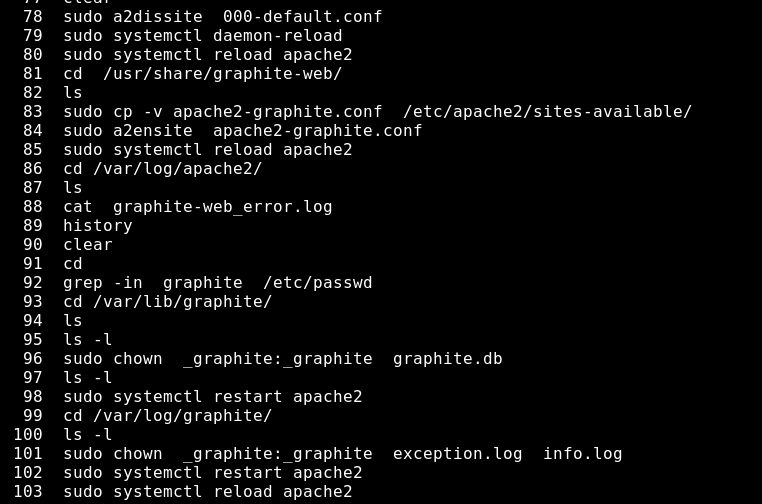 77 clear
78 sudo a2dissite  000-default.conf
79 sudo systemctl daemon-reload
80 sudo systemctl reload apache2
81 cd  /usr/share/graphite-web/
82 ls
83 sudo cp -v apache2-graphite.conf  /etc/apache2/sites-available/
84 sudo a2ensite  apache2-graphite.conf
85 sudo systemctl reload apache2
86 cd /var/log/apache2/
87 ls
88 cat  graphite-web_error.log
89 history
90 clear
91 cd
92 grep -in  graphite  /etc/passwd
93 cd /var/lib/graphite/
94 ls
95 ls -l
96 sudo chown  _graphite:_graphite  graphite.db
97 ls -l
98 sudo systemctl restart apache2
99 cd /var/log/graphite/
100 ls -l
101 sudo chown  _graphite:_graphite  exception.log  info.log
102 sudo systemctl restart apache2
103 sudo systemctl reload apache2